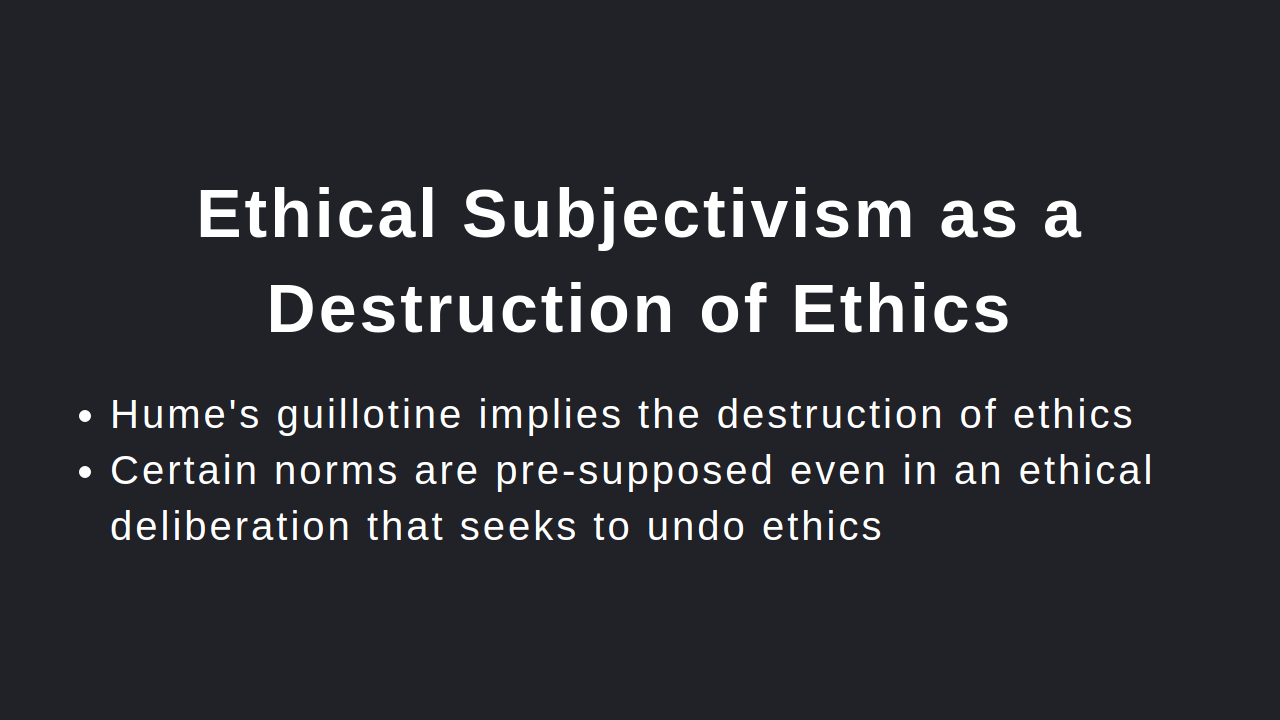 Ethical Subjectivism as a
Destruction of Ethics
• Hume's guillotine implies the destruction of ethics
• Certain norms are pre-supposed even in an ethical
deliberation that seeks to undo ethics